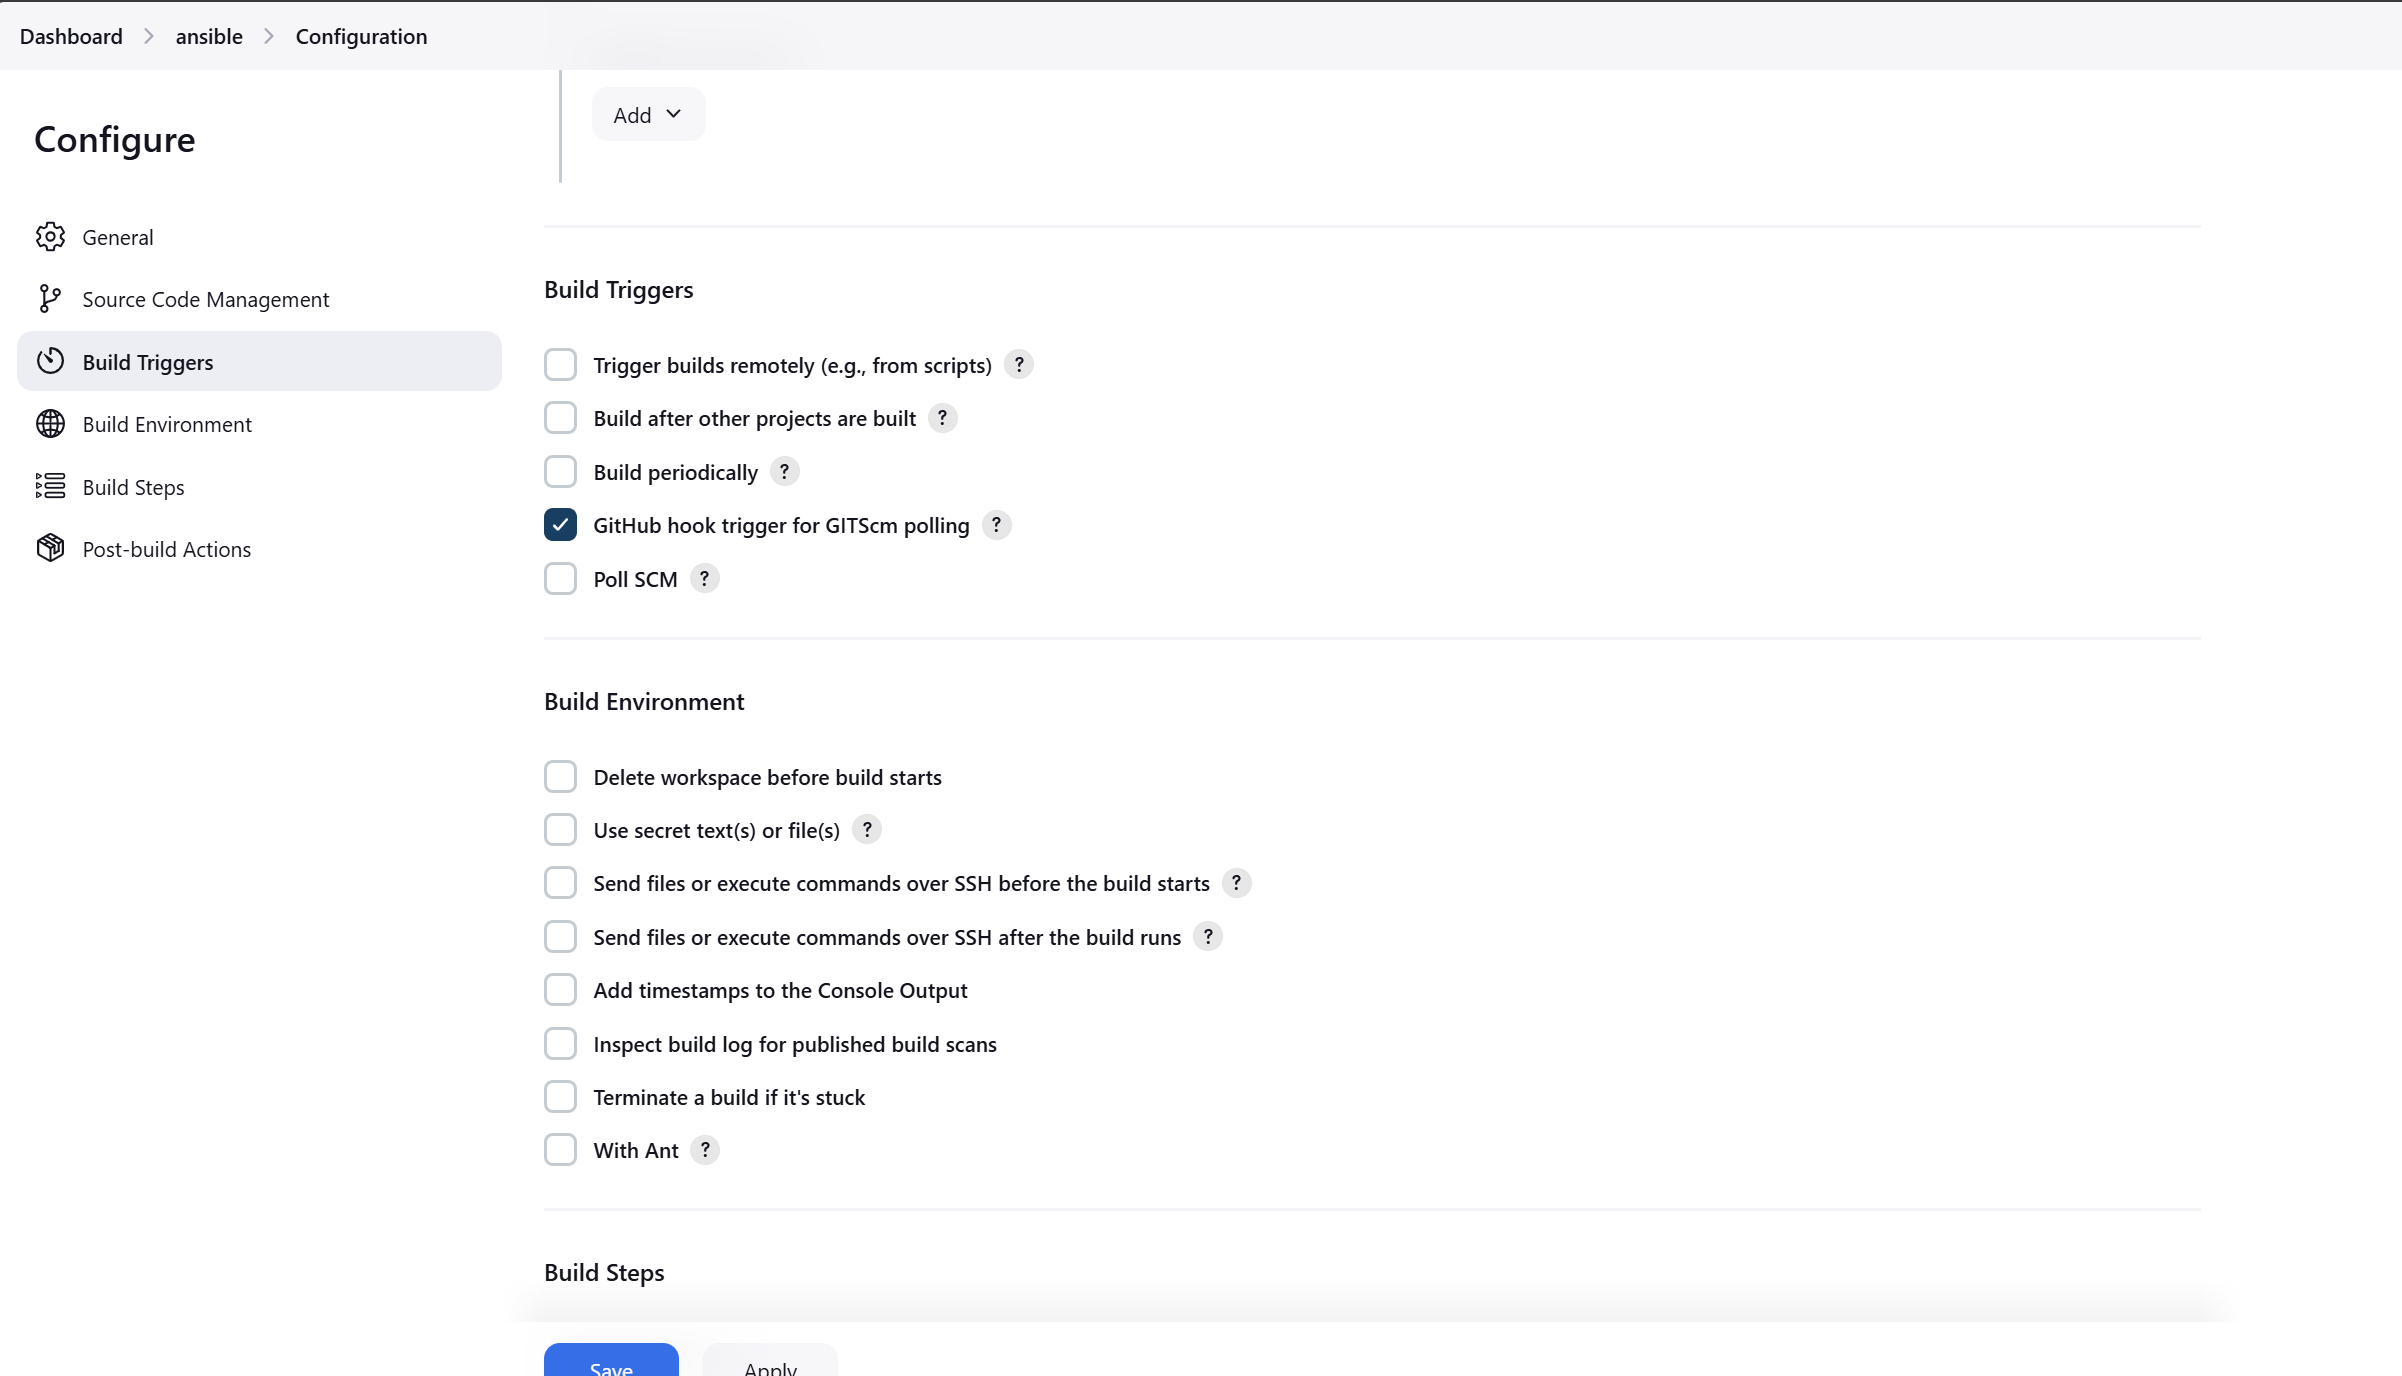 Dashboard > ansible > Configuration
Configure
General
Source Code Management
Build Triggers
Build Environment
Build Steps
Post-build Actions
Add
Build Triggers
Trigger builds remotely (e.g., from scripts) ?
Build after other projects are built ?
Build periodically ?
GitHub hook trigger for GITScm polling ?
Poll SCM ?
Build Environment
Delete workspace before build starts
Use secret text(s) or file(s) ?
Send files or execute commands over SSH before the build starts ?
Send files or execute commands over SSH after the build runs ?
Add timestamps to the Console Output
Inspect build log for published build scans
Terminate a build if it's stuck
With Ant ?
Build Steps
Save Apply